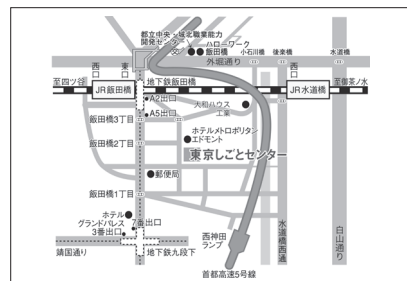 都立中央・城北職業能力
開発センター
ハローワーク
飯田橋
小石川橋
後楽橋
水道橋
外堀通り
西口
東口
西口
至四ツ谷
地下鉄飯田橋
至御茶ノ水
JR飯田橋
JR水道橋
A2出口
大和ハウス
工業
A5出口
飯田橋3丁目
ホテルメトロポリタン
エドモント
飯田橋2丁目
東京しごとセンター
郵便局
飯田橋1丁目
ホテル
グランドパレス
7番出口
3番出口
西神田
ランプ
水道橋西通り
白山通り
靖国通り
地下鉄九段下
首都高速5号線